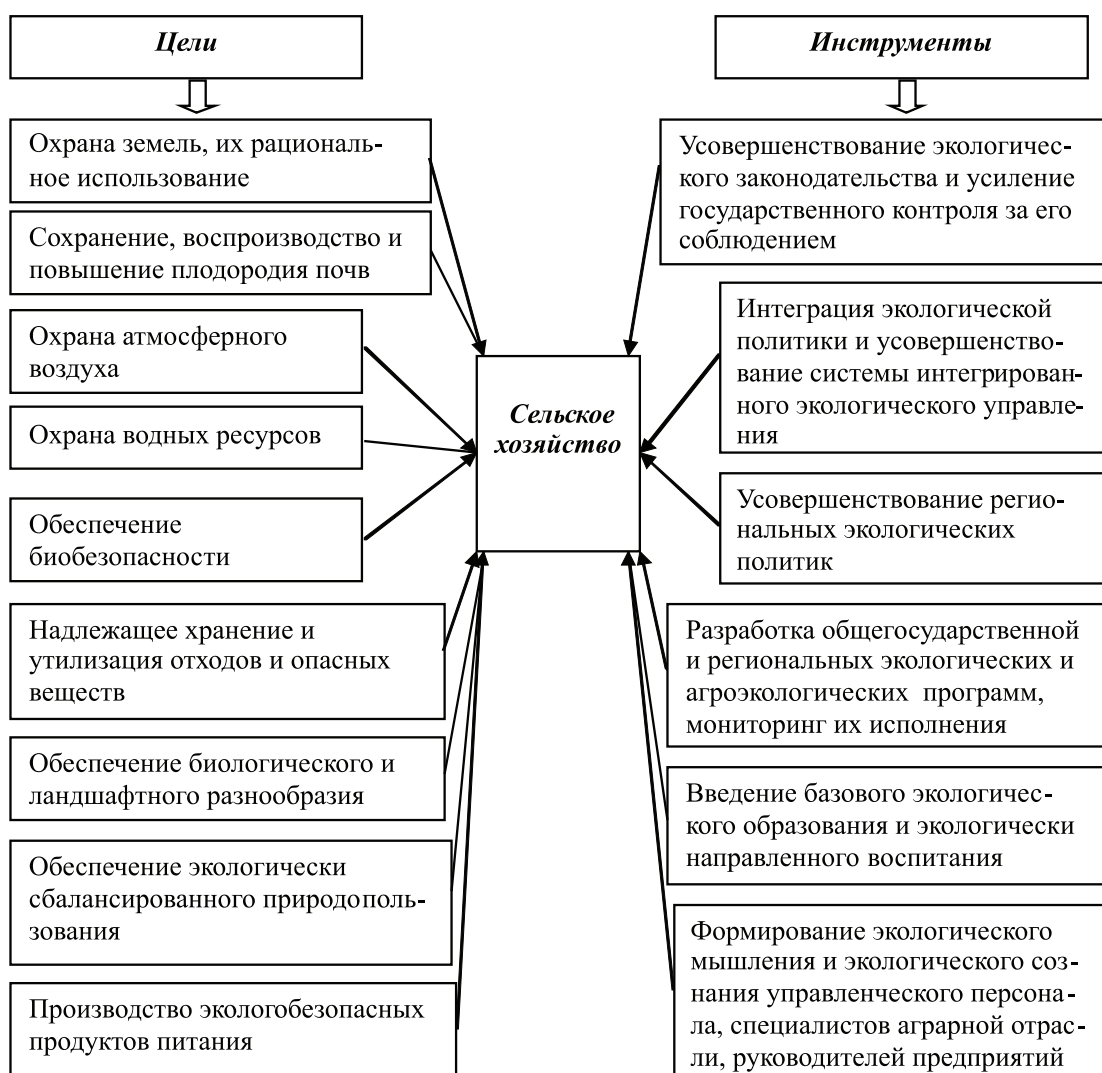 Цели
Охрана земель, их рациональ-
ное использование
Сохранение, воспроизводство и
повышение плодородия почв
Охрана атмосферного
воздуха
Охрана водных ресурсов
Обеспечение
биобезопасности
Надлежащее хранение и
утилизация отходов и опасных
веществ
Обеспечение биологического и
ландшафтного разнообразия
Обеспечение экологически
сбалансированного природополь-
зования
Производство экологобезопасных
продуктов питания
Сельское
хозяйство
Инструменты
Усовершенствование экологичес-
кого законодательства и усиление
государственного контроля за его
соблюдением
Интеграция экологической
политики и усовершенство-
вание системы интегрирован-
ного экологического управле-
ния
Усовершенствование регио-
нальных экологических
политик
Разработка общегосударственной
и региональных экологических и
агроэкологических программ,
мониторинг их исполнения
Введение базового экологичес-
кого образования и экологически
направленного воспитания
Формирование экологического
мышления и экологического соз-
нания управленческого персона-
ла, специалистов аграрной отрас-
ли, руководителей предприятий